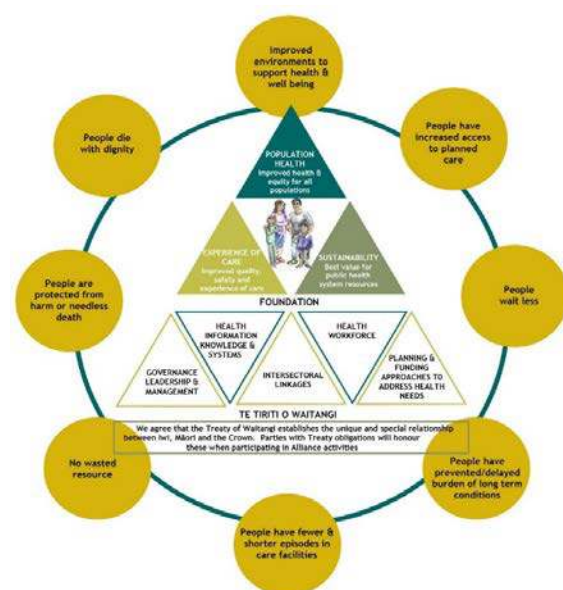 Improved
environments to
support health &
well being
People die
with dignity
People have
increased access
to planned
care
POPULATION
HEALTH
Improved health &
equity for all
populations
EXPERIENCE OF
CARE
Improved quality,
safety and
experience of care
SUSTAINABILITY
Best value for
public health
system resources
People are
protected from
harm or needless
death
People
wait less
FOUNDATION
HEALTH
INFORMATION
KNOWLEDGE &
SYSTEMS
HEALTH
WORKFORCE
GOVERNANCE
LEADERSHIP &
MANAGEMENT
INTERSECTORAL
LINKAGES
PLANNING &
FUNDING
APPROACHES TO
ADDRESS HEALTH
NEEDS
TE TIRITI O WAITANGI
We agree that the Treaty of Waitangi establishes the unique and special relationship
between iwi, Māori and the Crown. Parties with Treaty obligations will honour
these when participating in Alliance activities
No wasted
resource
People have
prevented/delayed
burden of long term
conditions
People have fewer &
shorter episodes in
care facilities